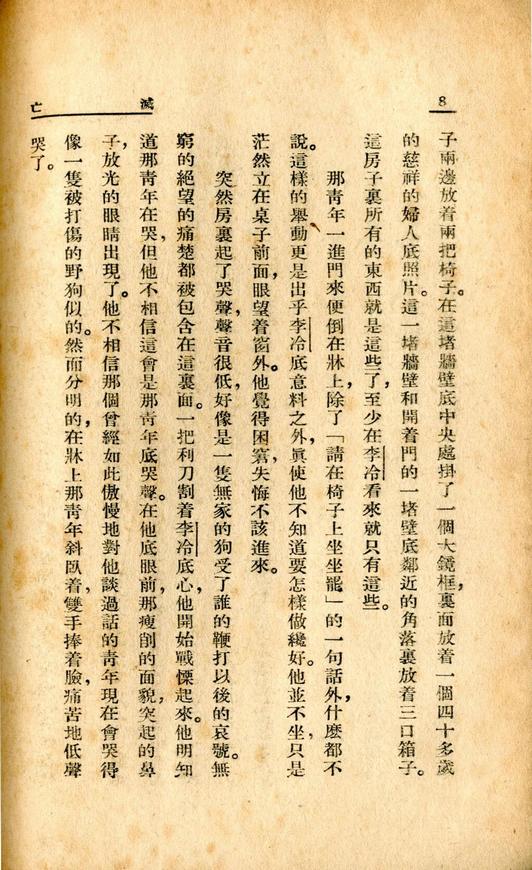 8
滅亡
子兩邊放着兩把椅子。在這堵牆壁底中央處掛了一個大鏡框，裏面放着一個四十多歲
的慈祥的婦人底照片。這一堵牆壁和開着門的一堵壁底鄰近的角落裏放着三口箱子。
這房子裏所有的東西就是這些了，至少在李冷看來就只有這些。
那靑年一進門來便倒在牀上，除了「請在椅子上坐坐罷」的一句話外，什麽都不
說。這樣的舉動更是出乎李冷底意料之外，眞使他不知道要怎樣做纔好。他並不坐，只是
茫然立在桌子前面，眼望着窗外。他覺得困窘，失悔不該進來。
突然房裏起了哭聲，聲音很低，好像是一隻無家的狗受了誰的鞭打以後的哀號。無
窮的絕望的痛楚都被包含在這裏面。一把利刀割着李冷底心，他開始戰慄起來。他明知
道那靑年在哭，但他不相信這會是那靑年底哭聲。在他底眼前，那瘦削的面貌，突起的鼻
子，放光的眼睛出現了。他不相信那個曾經如此傲慢地對他談過話的靑年現在會哭得
像一隻被打傷的野狗似的。然而分明的，在牀上那靑年斜臥着，雙手捧着臉，痛苦地低聲
哭了。